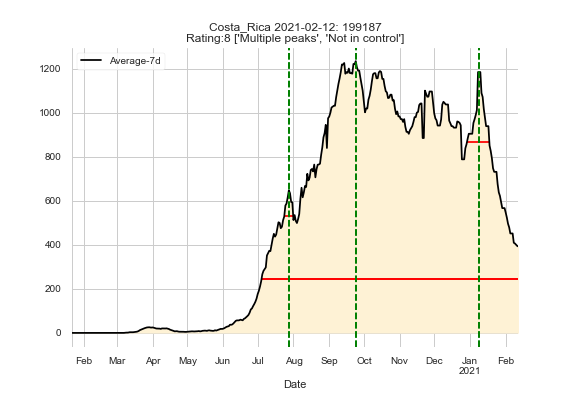 Costa_Rica 2021-02-12: 199187
Rating:8 ['Multiple peaks', 'Not in control']
Average-7d
1200
1000
800
600
400
200
0
Feb Mar Apr May Jun Jul Aug Sep Oct Nov Dec Jan Feb
2021
Date